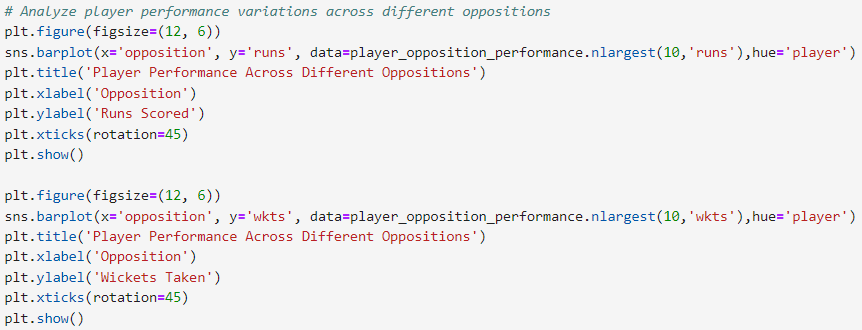 # Analyze player performance variations across different oppositions
plt.figure(figsize=(12, 6))
sns.barplot(x='opposition', y='runs', data=player_opposition_performance.nlargest(10,'runs'),hue='player')
plt.title('Player Performance Across Different Oppositions')
plt.xlabel('Opposition')
plt.ylabel('Runs Scored')
plt.xticks(rotation=45)
plt.show()

plt.figure(figsize=(12, 6))
sns.barplot(x='opposition', y='wkts', data=player_opposition_performance.nlargest(10,'wkts'),hue='player')
plt.title('Player Performance Across Different Oppositions')
plt.xlabel('Opposition')
plt.ylabel('Wickets Taken')
plt.xticks(rotation=45)
plt.show()